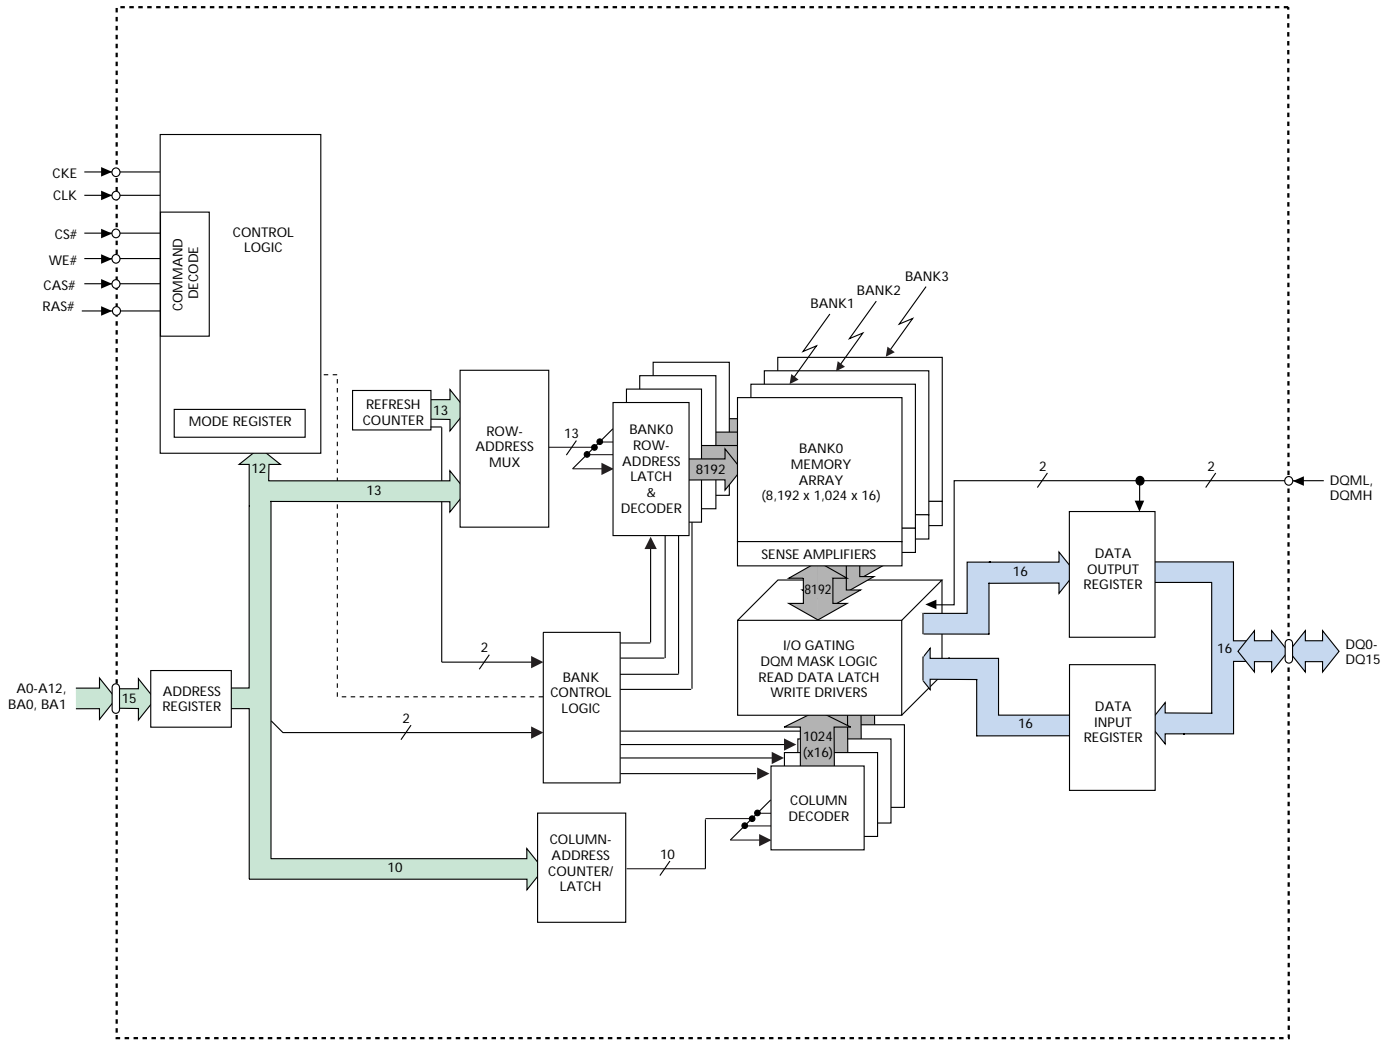 CKE
CLK
CS#
WE#
CAS#
RAS#
CONTROL
LOGIC
COMMAND
DECODE
MODE REGISTER
12
REFRESH
COUNTER
13
13
ROW-
ADDRESS
MUX
13
BANK0
ROW-
ADDRESS
LATCH
&
DECODER
8192
BANK1
BANK2
BANK3
BANK0
MEMORY
ARRAY
(8,192 x 1,024 x 16)
SENSE AMPLIFIERS
8192
I/O GATING
DQM MASK LOGIC
READ DATA LATCH
WRITE DRIVERS
2
2
DQML,
DQMH
DATA
OUTPUT
REGISTER
16
16
DQ0-
DQ15
DATA
INPUT
REGISTER
16
A0-A12,
BA0, BA1
15
ADDRESS
REGISTER
2
2
BANK
CONTROL
LOGIC
1024
(x16)
COLUMN
DECODER
10
COLUMN-
ADDRESS
COUNTER/
LATCH
10